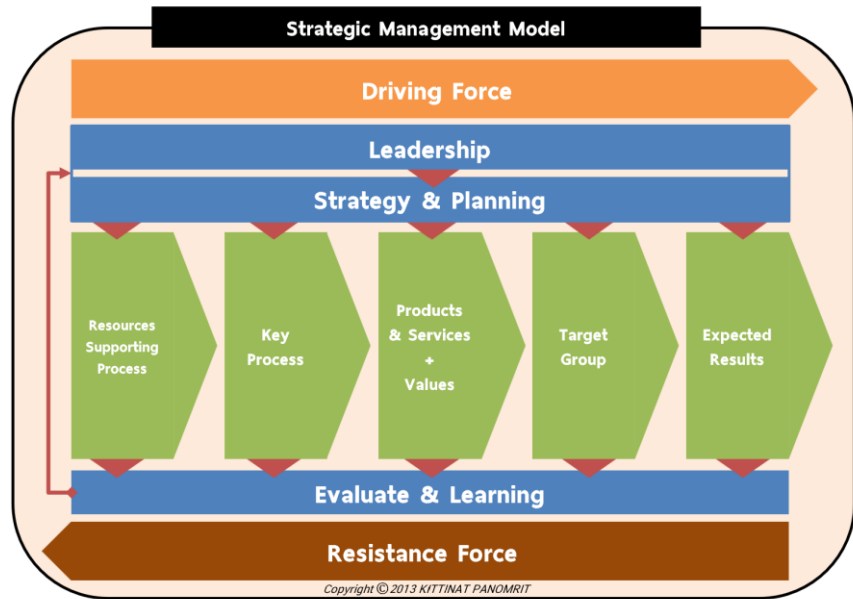 Strategic Management Model
Driving Force
Leadership
Strategy & Planning
Resources
Supporting
Process
Key
Process
Products
& Services
+
Values
Target
Group
Expected
Results
Evaluate & Learning
Resistance Force
Copyright © 2013 KITTINAT PANOMRIT